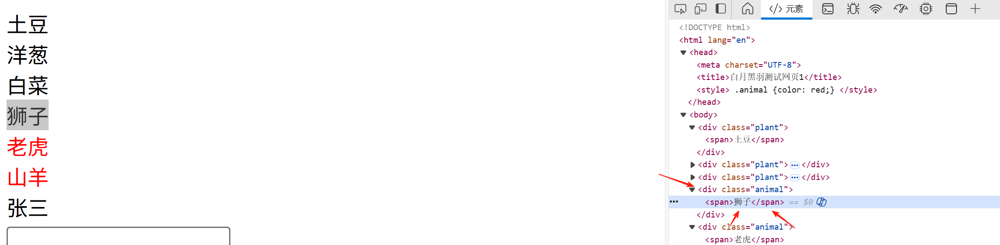 土豆
洋葱
白菜
狮子
老虎
山羊
张三
</> 元素
<!DOCTYPE html>
<html lang="en">
<head>
<meta charset="UTF-8">
<title>白月黑羽测试网页1</title>
<style> .animal {color: red;} </style>
</head>
<body>
<div class="plant">
<span>土豆</span>
</div>
<div class="plant">…</div>
<div class="plant">…</div>
<div class="animal">
… <span>狮子</span> == $0
</div>
<div class="animal">
<span>老虎</span>